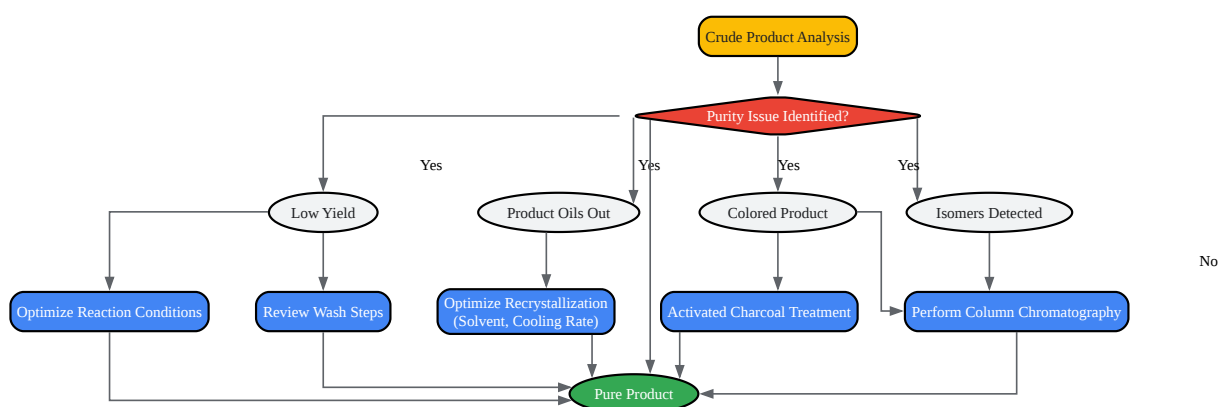 Crude Product Analysis
Purity Issue Identified?
Yes
Yes
Yes
Yes
Low Yield
Product Oils Out
Colored Product
Isomers Detected
No
Optimize Reaction Conditions
Review Wash Steps
Optimize Recrystallization
(Solvent, Cooling Rate)
Activated Charcoal Treatment
Perform Column Chromatography
Pure Product